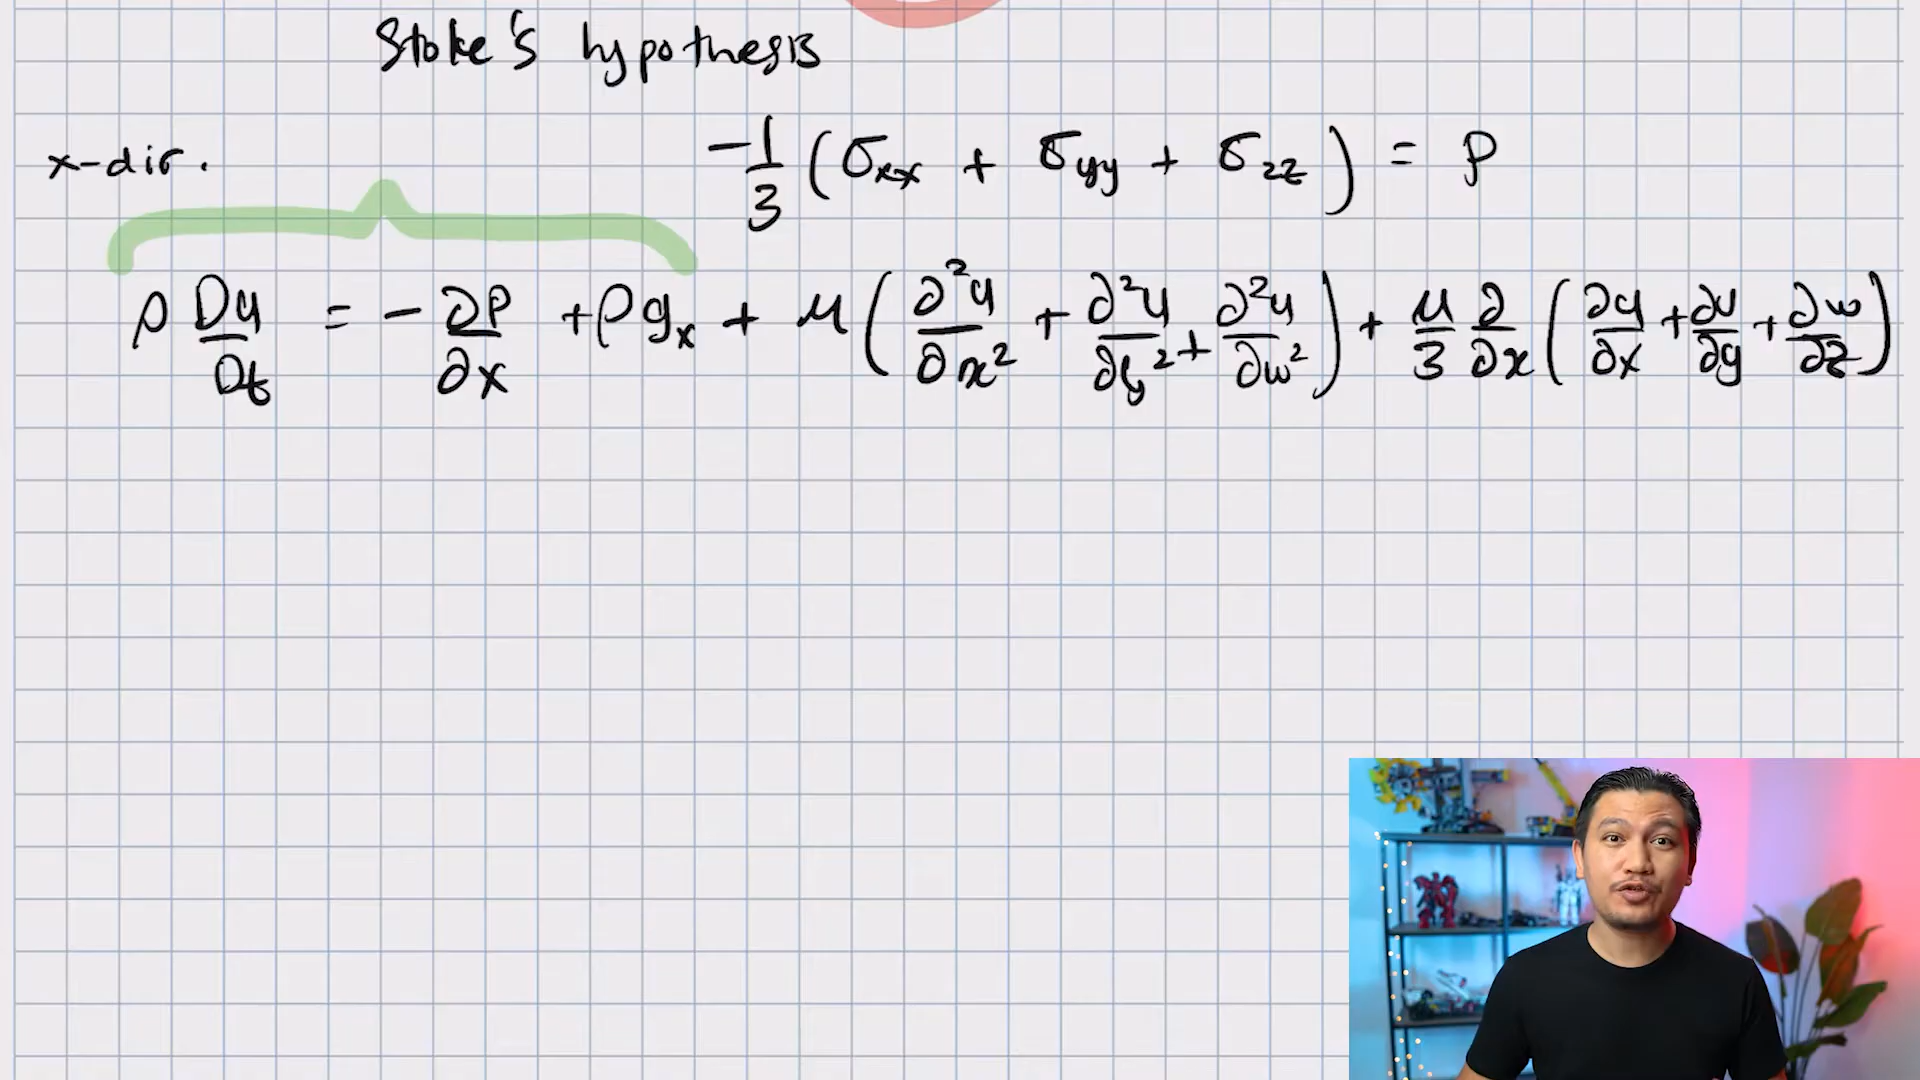 Stoke's hypothesis
x-dir.
-1/3 (σxx + σyy + σzz) = P
ρ Du/Dt = - ∂P/∂x + ρgx + μ(∂²u/∂x² + ∂²u/∂y² + ∂²u/∂w²) + μ/3 ∂/∂x (∂u/∂x + ∂v/∂y + ∂w/∂z)